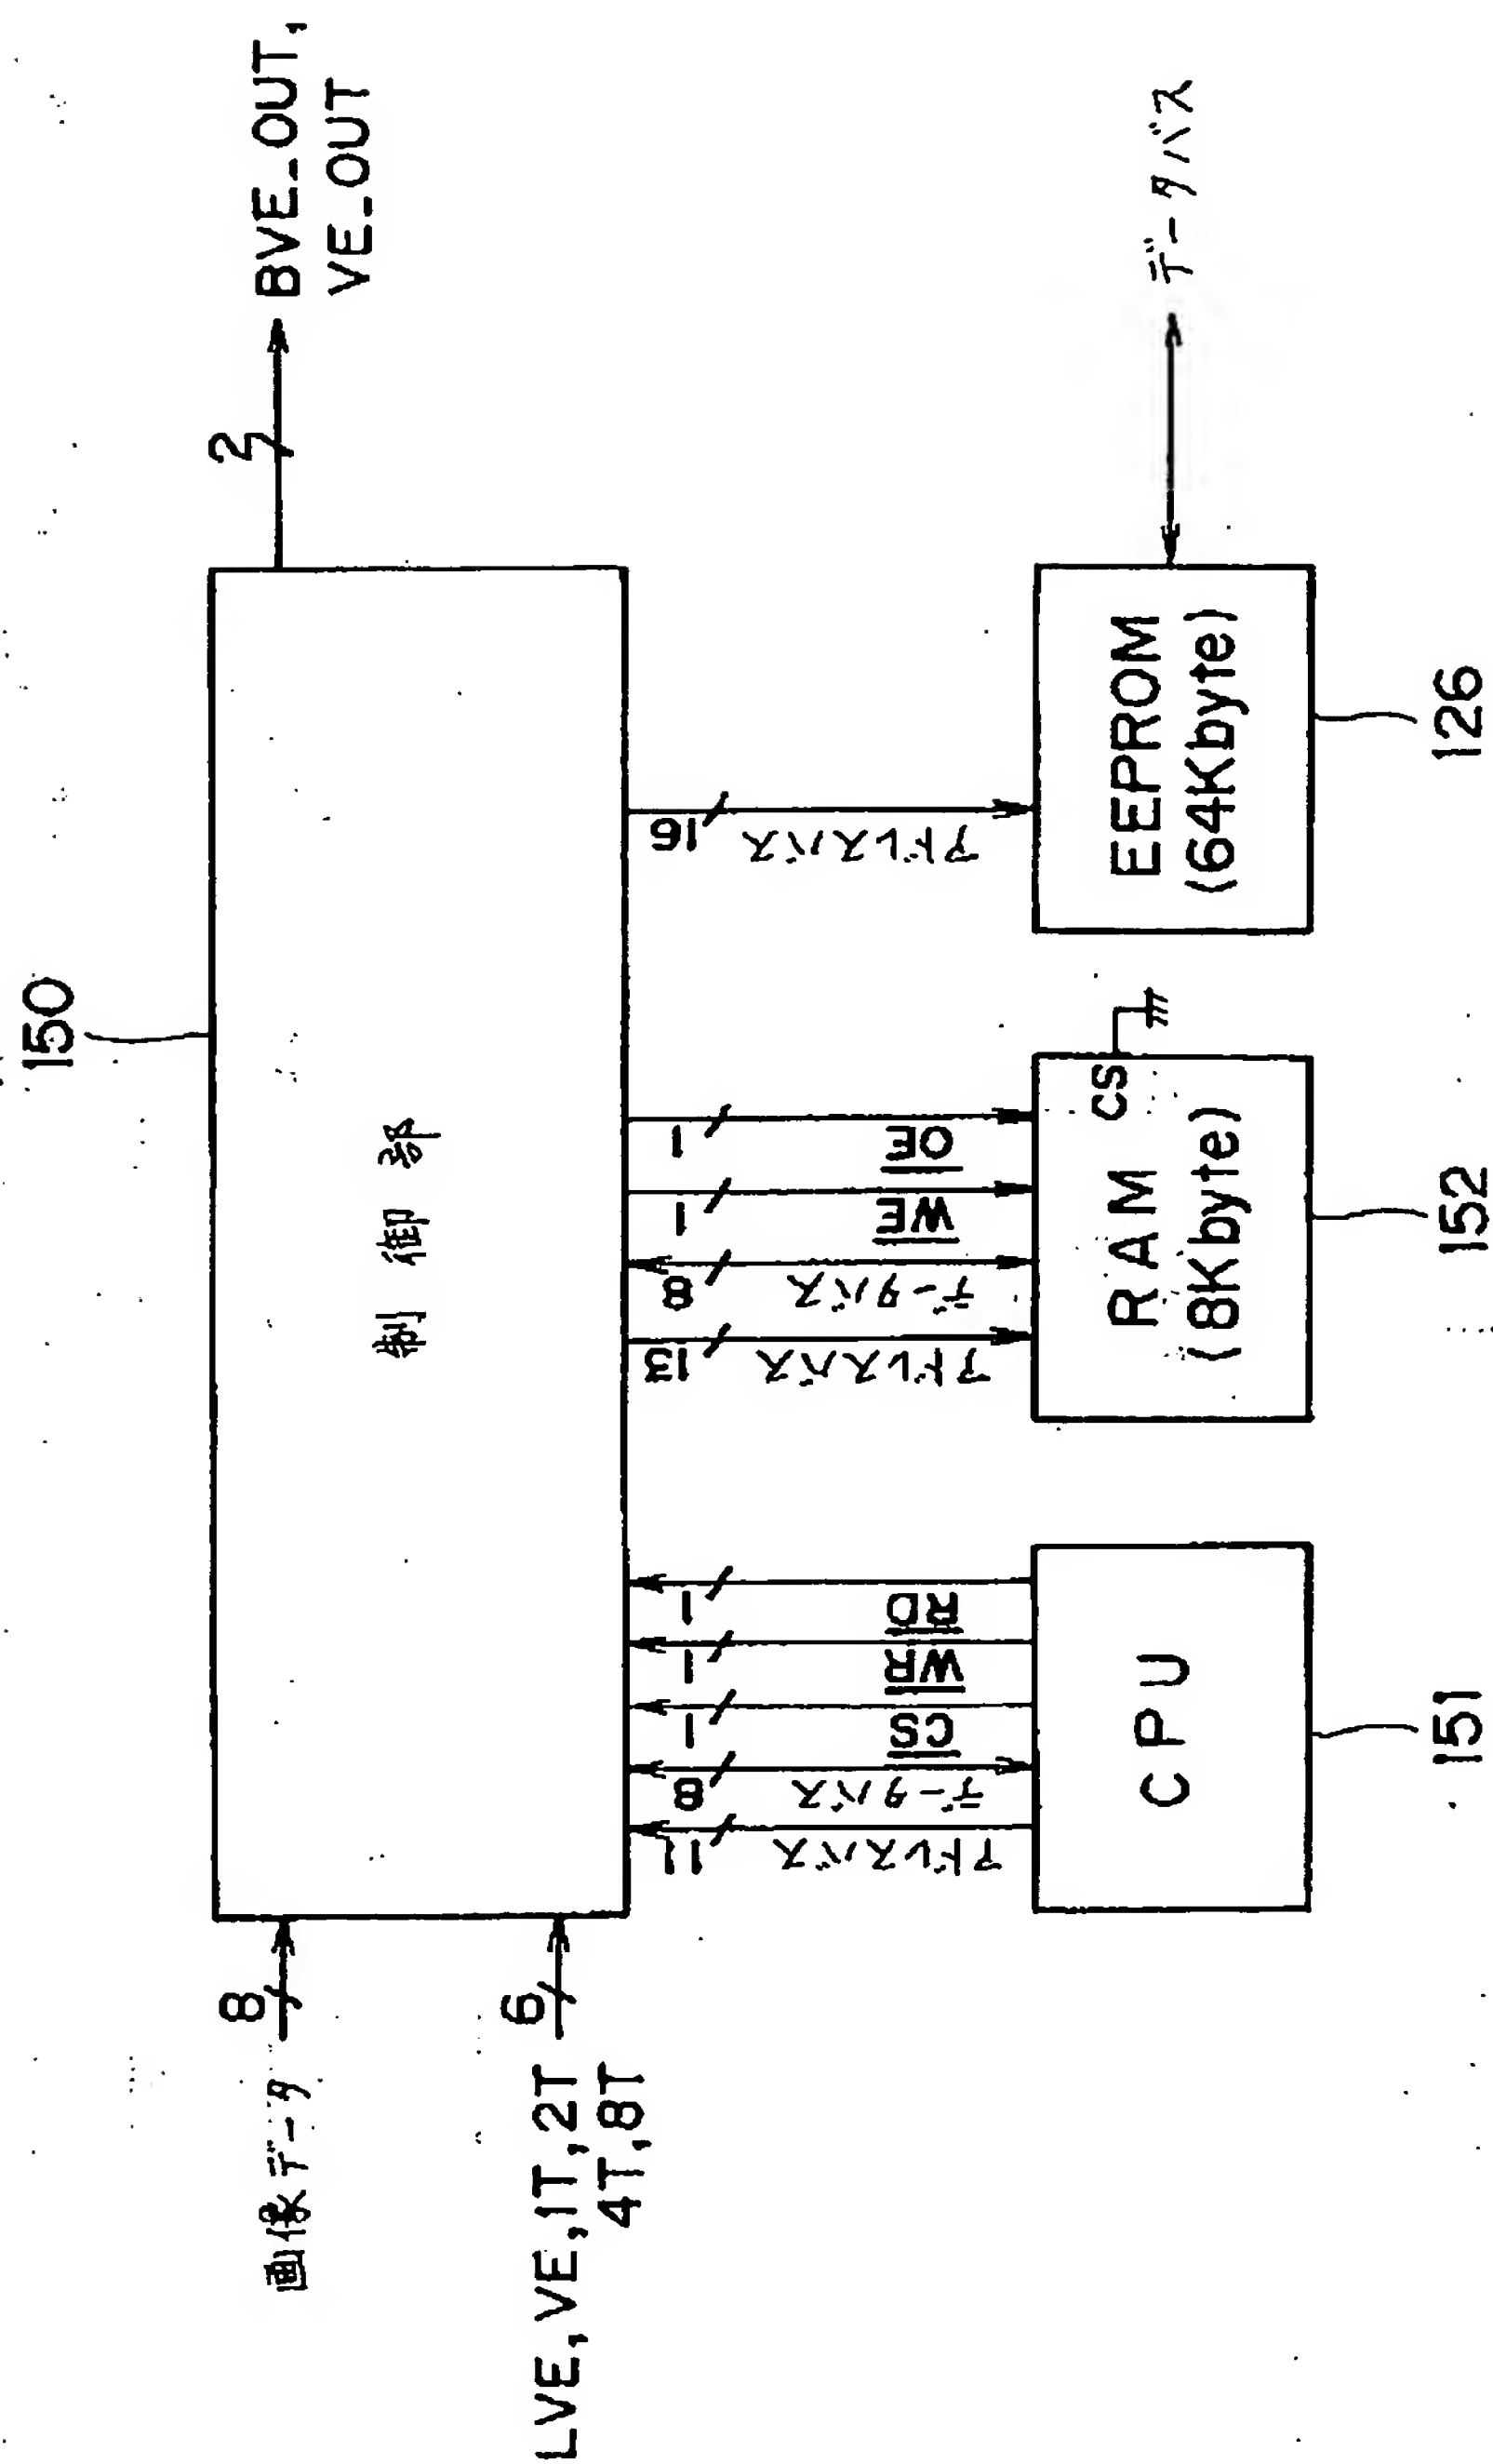 150
画像データ
8
LVE,VE,1T,2T
4T,8T
6
制御部
2
BVE_OUT,
VE_OUT
11
アドレスバス
8
データバス
1
CS
1
WR
1
RD
13
アドレスバス
8
データバス
1
WE
1
OE
16
アドレスバス
CPU
151
RAM
(8Kbyte)
CS
152
EEPROM
(64Kbyte)
126
データバス